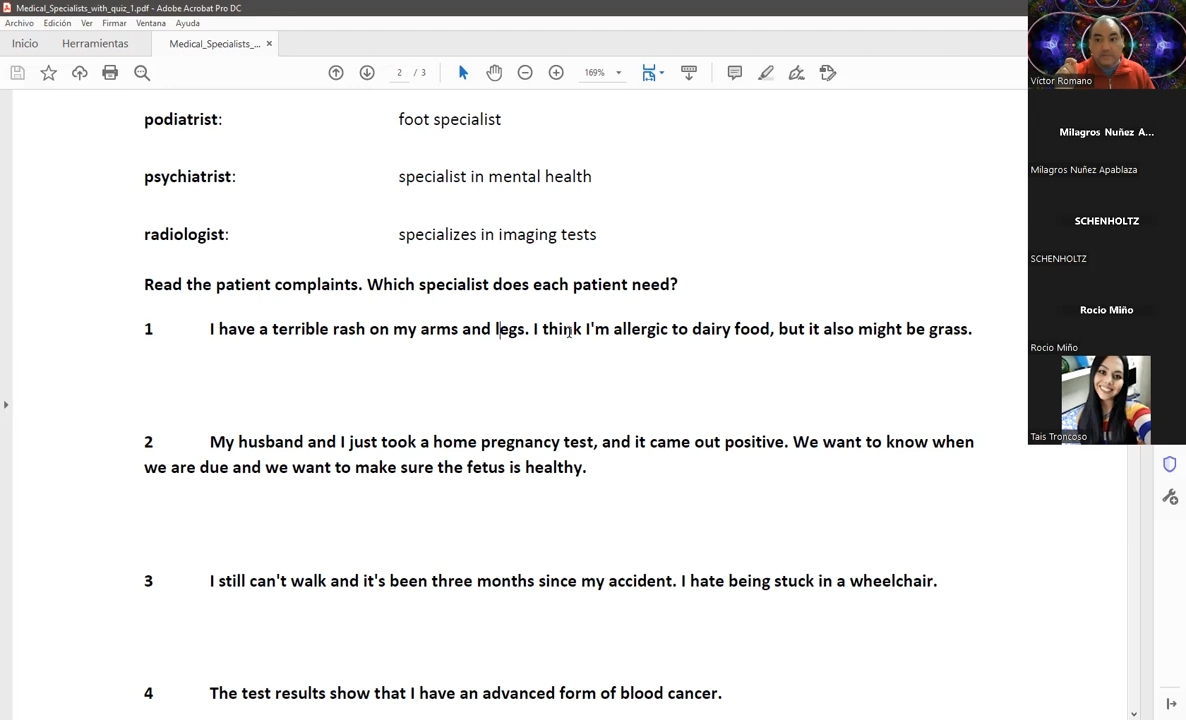 Medical_Specialists_with_quiz_1.pdf - Adobe Acrobat Pro DC
Archivo Edición Ver Firmar Ventana Ayuda
Inicio Herramientas Medical_Specialists_... ×
2 / 3 169%
podiatrist: foot specialist
psychiatrist: specialist in mental health
radiologist: specializes in imaging tests
Read the patient complaints. Which specialist does each patient need?
1 I have a terrible rash on my arms and legs. I think I'm allergic to dairy food, but it also might be grass.
2 My husband and I just took a home pregnancy test, and it came out positive. We want to know when
we are due and we want to make sure the fetus is healthy.
3 I still can't walk and it's been three months since my accident. I hate being stuck in a wheelchair.
4 The test results show that I have an advanced form of blood cancer.
Víctor Romano
Milagros Nuñez A...
Milagros Nuñez Apablaza
SCHENHOLTZ
SCHENHOLTZ
Rocio Miño
Rocio Miño
Tais Troncoso